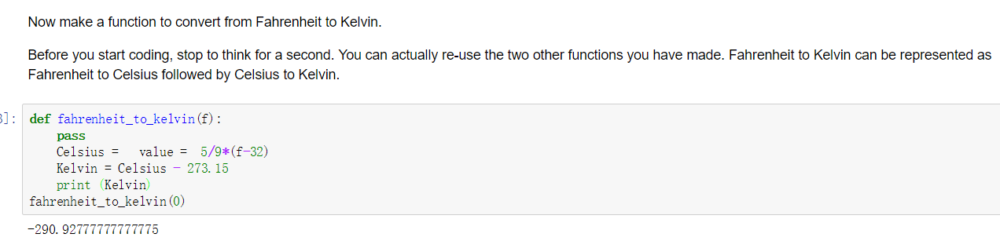 Now make a function to convert from Fahrenheit to Kelvin.
Before you start coding, stop to think for a second. You can actually re-use the two other functions you have made. Fahrenheit to Kelvin can be represented as
Fahrenheit to Celsius followed by Celsius to Kelvin.
]: def fahrenheit_to_kelvin(f):
pass
Celsius = value = 5/9*(f-32)
Kelvin = Celsius - 273.15
print (Kelvin)
fahrenheit_to_kelvin(0)
-290.92777777777775